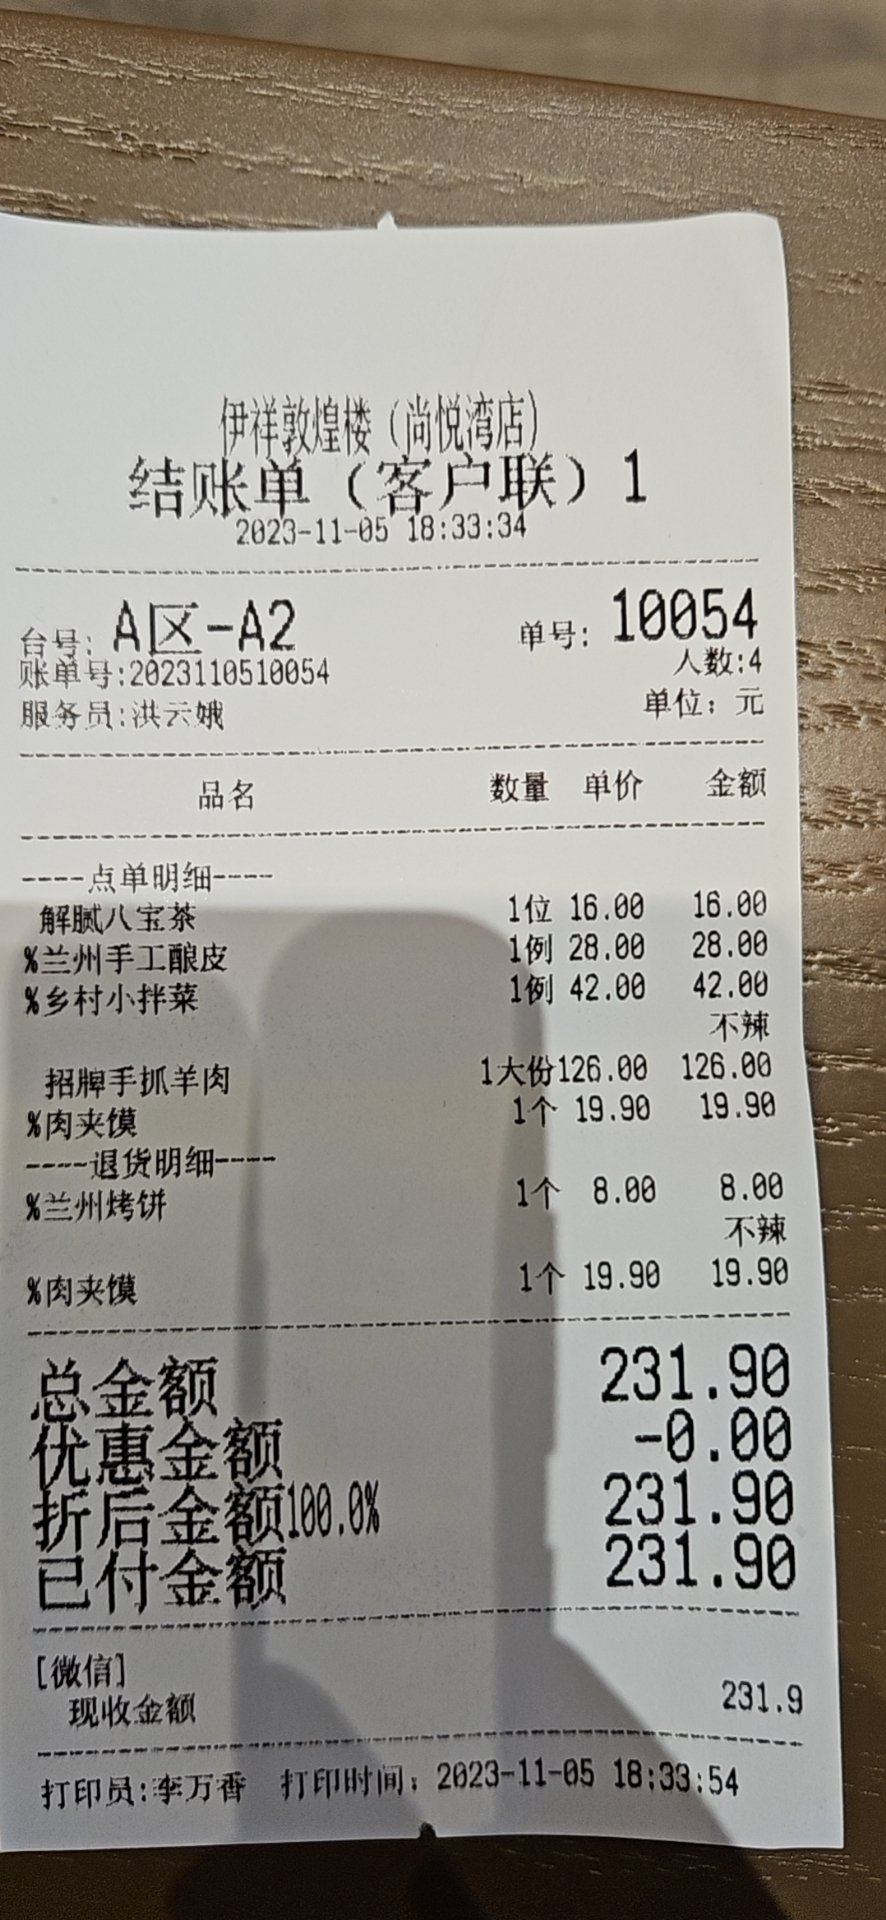 伊祥敦煌楼（尚悦湾店）
结账单（客户联）1
2023-11-05 18:33:34
台号: A区-A2 单号: 10054
账单号:2023110510054 人数:4
服务员:洪云娥 单位：元
品名 数量 单价 金额
----点单明细----
解腻八宝茶 1位 16.00 16.00
%兰州手工酿皮 1例 28.00 28.00
%乡村小拌菜 1例 42.00 42.00
不辣
招牌手抓羊肉 1大份126.00 126.00
%肉夹馍 1个 19.90 19.90
----退货明细----
%兰州烤饼 1个 8.00 8.00
不辣
%肉夹馍 1个 19.90 19.90
总金额 231.90
优惠金额 -0.00
折后金额100.0% 231.90
已付金额 231.90
[微信]
现收金额 231.9
打印员:李万香 打印时间：2023-11-05 18:33:54